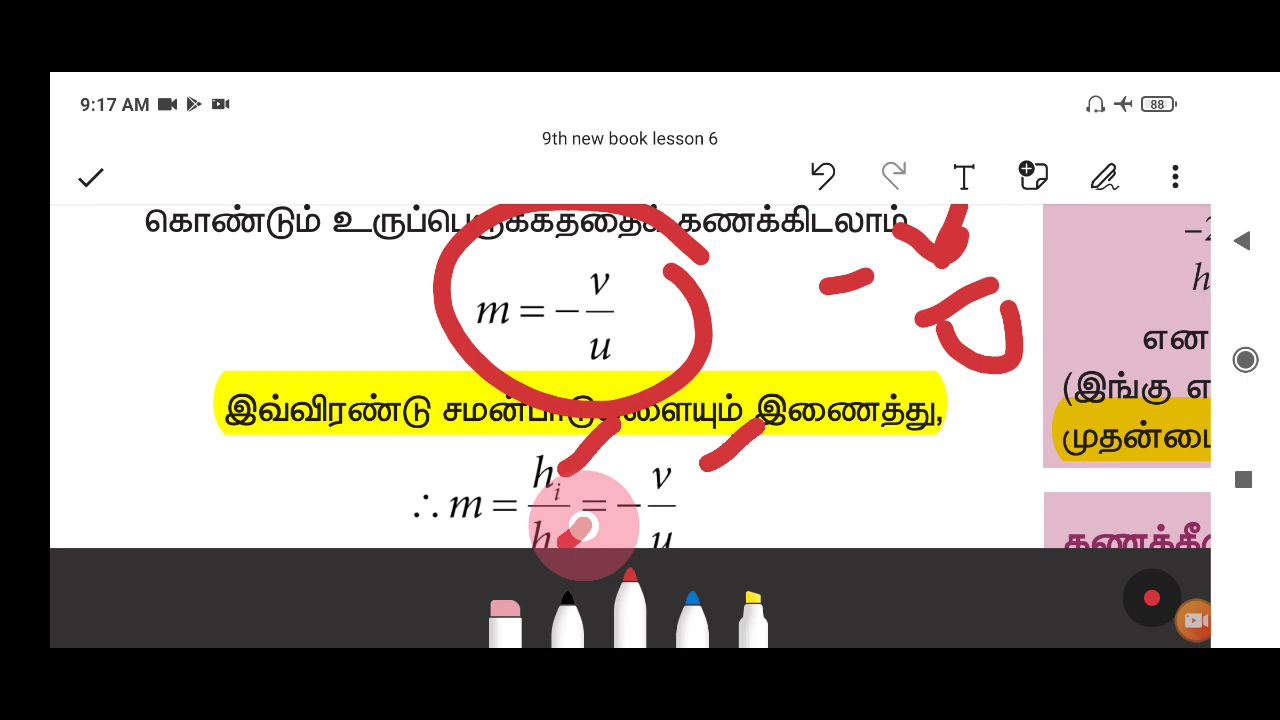 9:17 AM
88
9th new book lesson 6
T
கொண்டும் உருப்பெருக்கத்தைக் கணக்கிடலாம்.
m = − v/u
− v/u
இவ்விரண்டு சமன்பாடுகளையும் இணைத்து,
∴ m = hᵢ/h = − v/u
−2
h
என
(இங்கு எ
முதன்மை
கணக்கீ